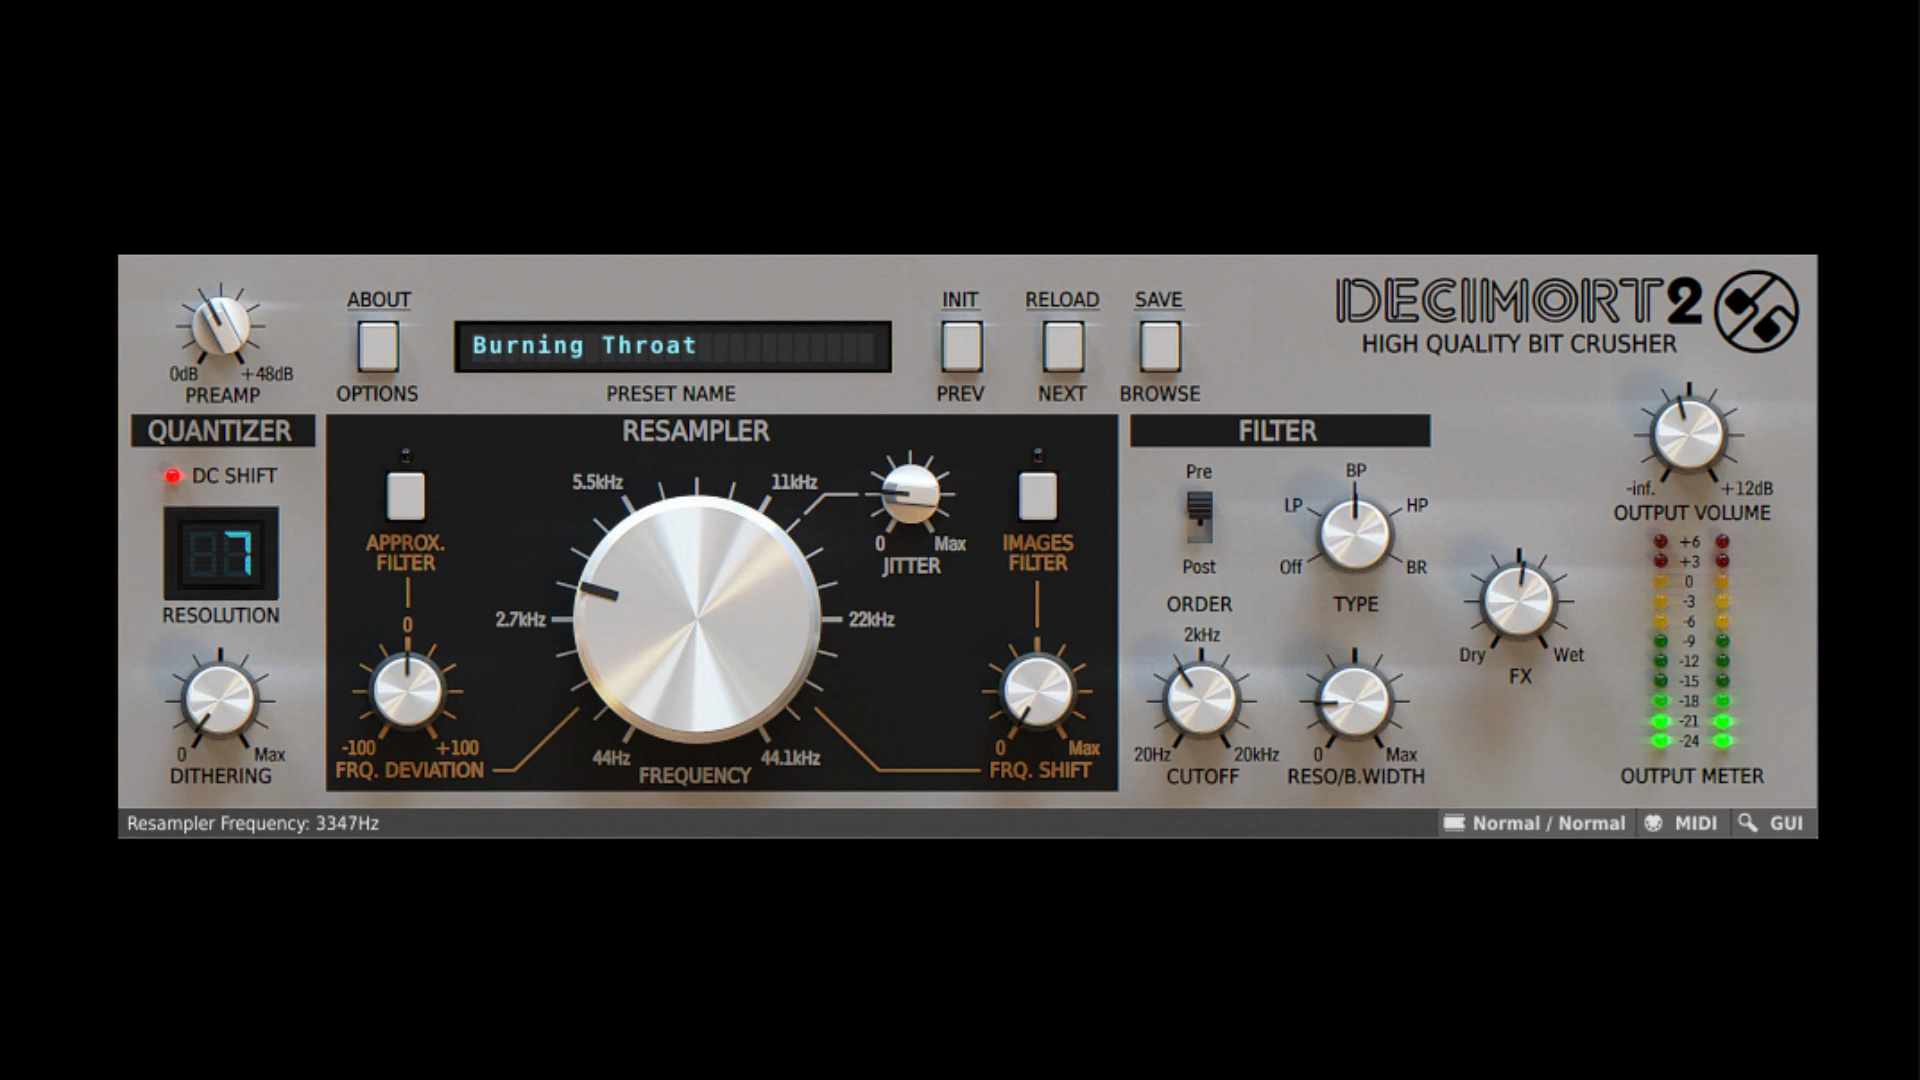 ABOUT
INIT
RELOAD
SAVE
DECIMORT2
HIGH QUALITY BIT CRUSHER
Burning Throat
0dB
+48dB
PREAMP
OPTIONS
PRESET NAME
PREV
NEXT
BROWSE
QUANTIZER
DC SHIFT
7
RESOLUTION
0
Max
DITHERING
RESAMPLER
APPROX.
FILTER
0
-100
+100
FRQ. DEVIATION
5.5kHz
11kHz
2.7kHz
22kHz
44Hz
44.1kHz
FREQUENCY
0
Max
JITTER
IMAGES
FILTER
0
Max
FRQ. SHIFT
FILTER
Pre
Post
ORDER
BP
LP
HP
Off
BR
TYPE
2kHz
20Hz
20kHz
CUTOFF
0
Max
RESO/B.WIDTH
Dry
Wet
FX
-inf.
+12dB
OUTPUT VOLUME
+6
+3
0
-3
-6
-9
-12
-15
-18
-21
-24
OUTPUT METER
Resampler Frequency: 3347Hz
Normal / Normal
MIDI
GUI